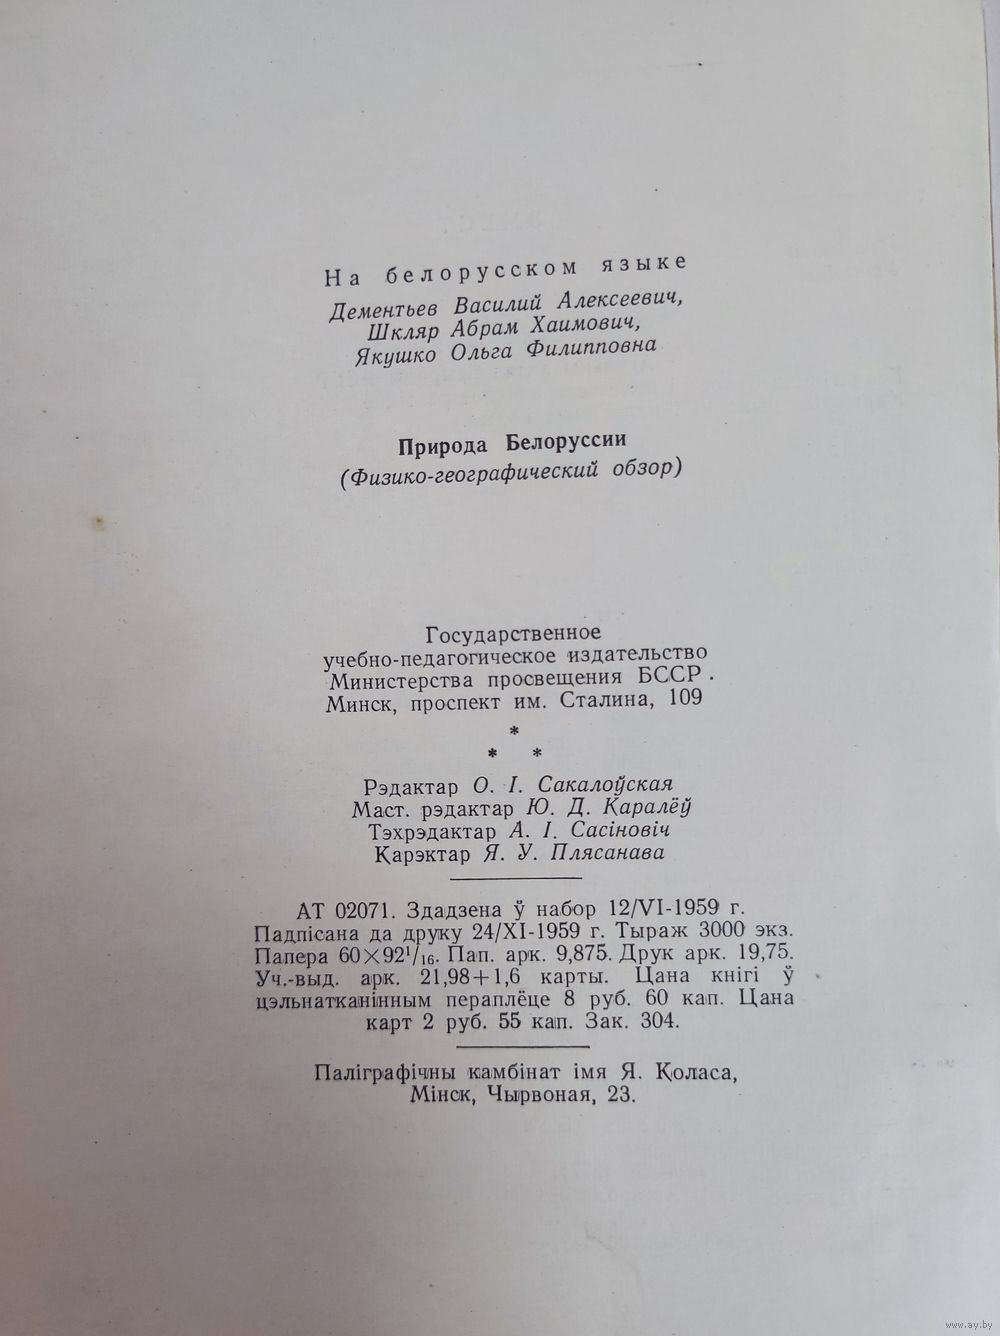 На белорусском языке
Дементьев Василий Алексеевич,
Шкляр Абрам Хаимович,
Якушко Ольга Филипповна
Природа Белоруссии
(Физико-географический обзор)
Государственное
учебно-педагогическое издательство
Министерства просвещения БССР.
Минск, проспект им. Сталина, 109
*
* *
Рэдактар О. І. Сакалоўская
Маст. рэдактар Ю. Д. Каралёў
Тэхрэдактар А. І. Сасіновіч
Карэктар Я. У. Плясанава
АТ 02071. Здадзена ў набор 12/VI-1959 г.
Падпісана да друку 24/XI-1959 г. Тыраж 3000 экз.
Папера 60×92¹/₁₆. Пап. арк. 9,875. Друк арк. 19,75.
Уч.-выд. арк. 21,98+1,6 карты. Цана кнігі ў
цэльнатканінным пераплёце 8 руб. 60 кап. Цана
карт 2 руб. 55 кап. Зак. 304.
Паліграфічны камбінат імя Я. Коласа,
Мінск, Чырвоная, 23.
www.ay.by